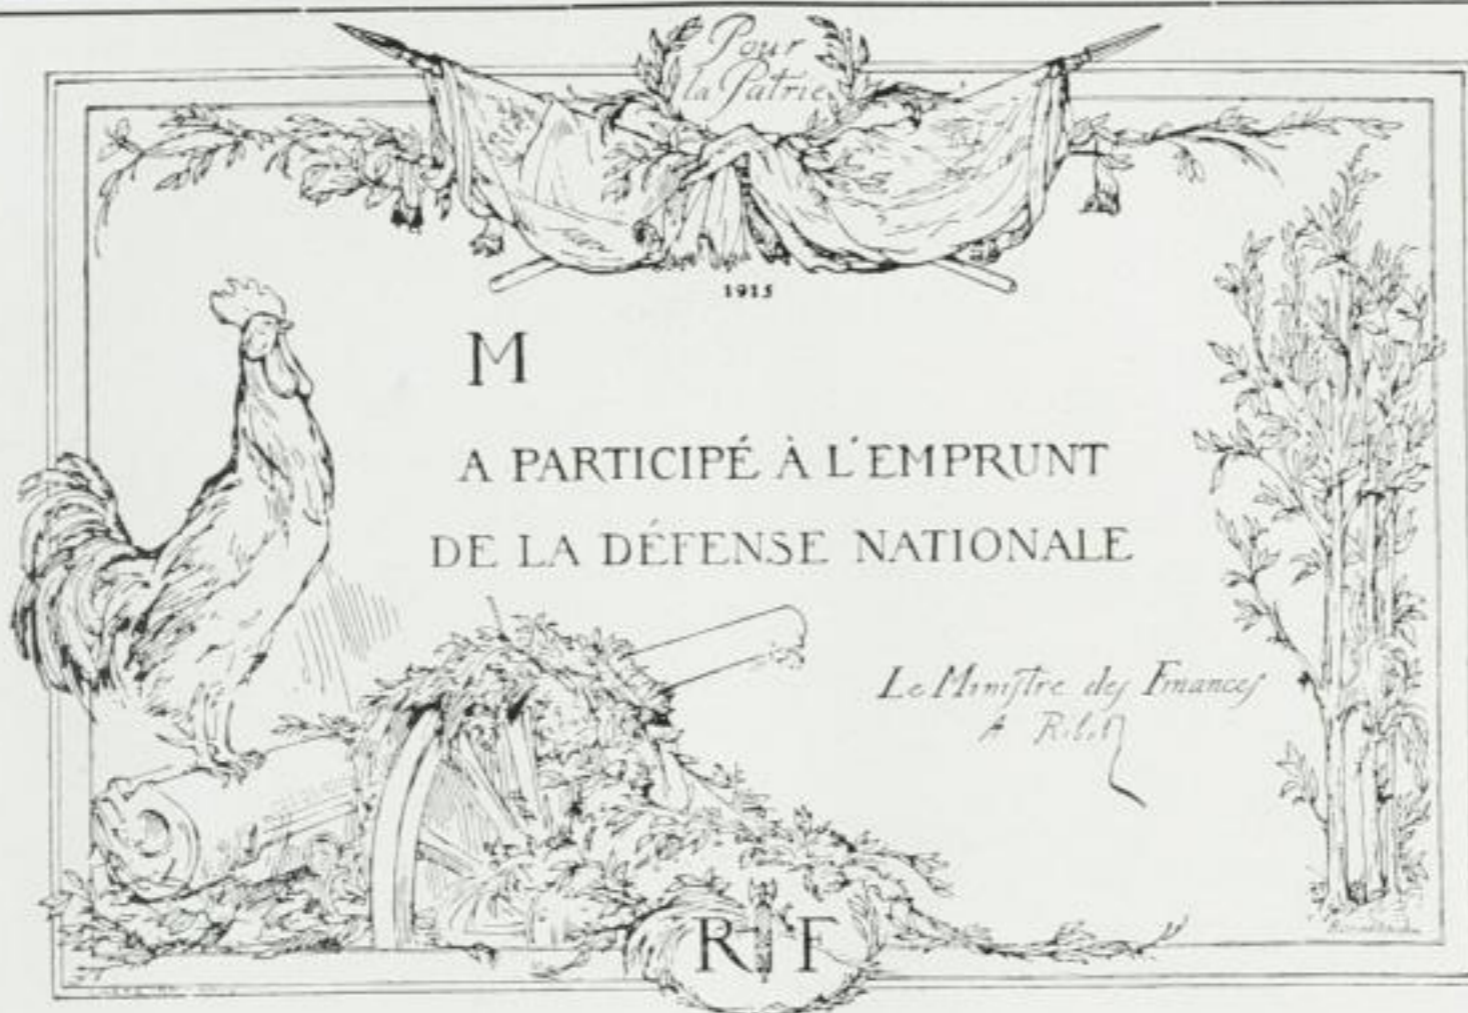 Pour
la Patrie
1915
M
A PARTICIPÉ À L'EMPRUNT
DE LA DÉFENSE NATIONALE
Le Ministre des Finances
A Ribot
R F